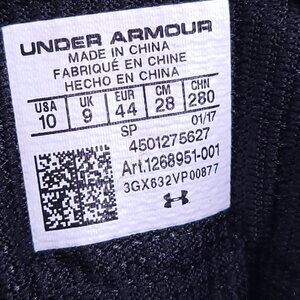 UNDER ARMOUR
MADE IN CHINA
FABRIQUÉ EN CHINE
HECHO EN CHINA
USA UK EUR CM CHN
10 9 44 28 280
SP 01/17
4501275627
Art.1268951-001
3GX632VP00877